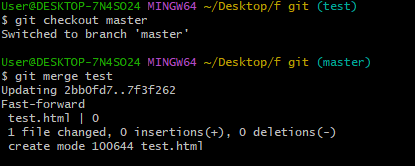 User@DESKTOP-7N4SO24 MINGW64 ~/Desktop/f git (test)
$ git checkout master
Switched to branch 'master'
User@DESKTOP-7N4SO24 MINGW64 ~/Desktop/f git (master)
$ git merge test
Updating 2bb0fd7..7f3f262
Fast-forward
test.html | 0
1 file changed, 0 insertions(+), 0 deletions(-)
create mode 100644 test.html